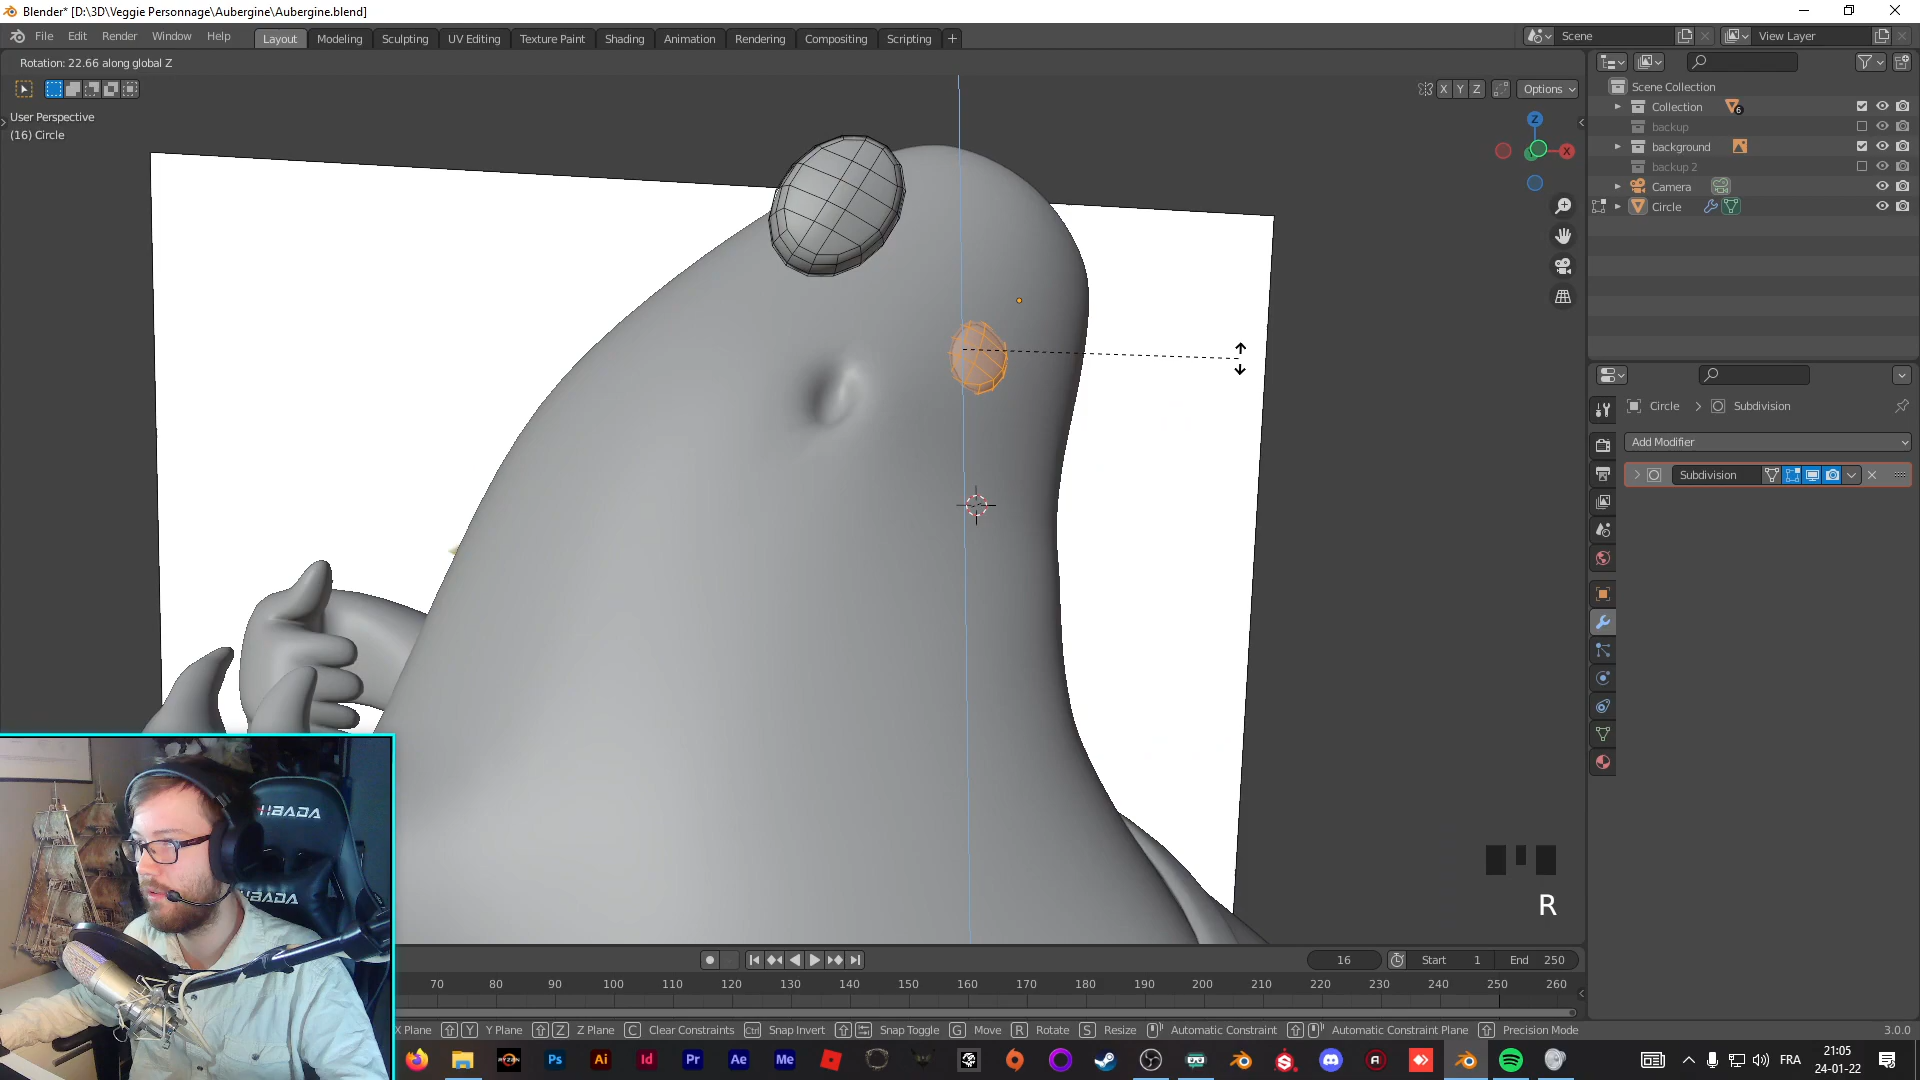 Blender* [D:\3D\Veggie Personnage\Aubergine\Aubergine.blend]
File Edit Render Window Help Layout Modeling Sculpting UV Editing Texture Paint Shading Animation Rendering Compositing Scripting + Scene View Layer
Rotation: 22.66 along global Z
X Y Z Options
User Perspective
(16) Circle
Z
X
Scene Collection
Collection 6
backup
background
backup 2
Camera
Circle
Circle > Subdivision
Add Modifier
Subdivision
HBADA
HBADA
R
16 Start 1 End 250
70 80 90 100 110 120 130 140 150 160 170 180 190 200 210 220 230 240 250 260
X Plane Y Y Plane Z Z Plane C Clear Constraints Ctrl Snap Invert Snap Toggle G Move R Rotate S Resize Automatic Constraint Automatic Constraint Plane Precision Mode 3.0.0
RYZEN Ps Ai Id Pr Ae Me FRA 21:05
24-01-22